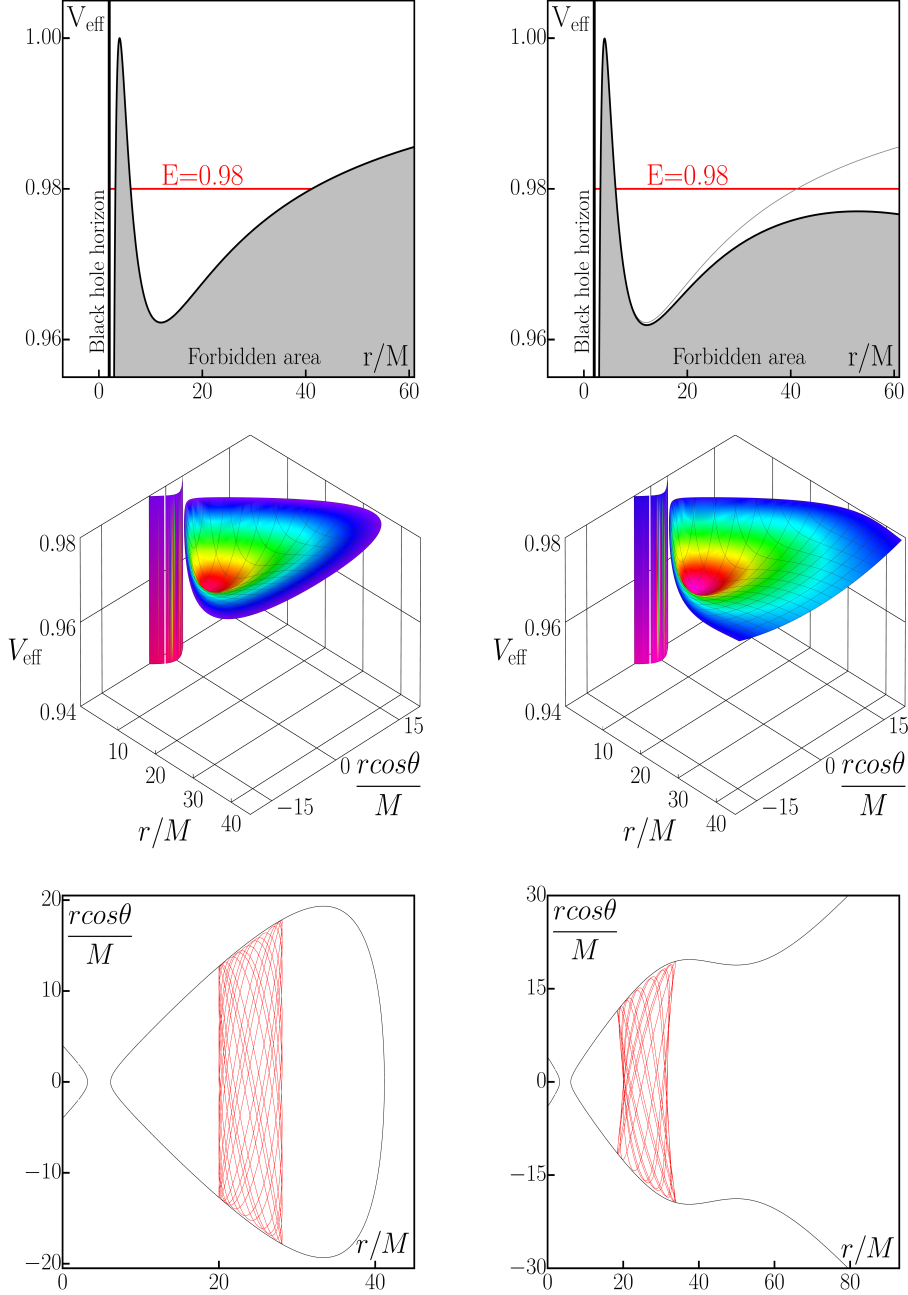 V_eff
1.00
0.98
0.96
E=0.98
Black hole horizon
Forbidden area
r/M
0
20
40
60
V_eff
1.00
0.98
0.96
E=0.98
Black hole horizon
Forbidden area
r/M
0
20
40
60
0.98
0.96
V_eff
0.94
10
20
30
40
r/M
−15
0
15
rcosθ
M
0.98
0.96
V_eff
0.94
10
20
30
40
r/M
−15
0
15
rcosθ
M
20
10
0
−10
−20
rcosθ
M
r/M
0
20
40
30
15
0
−15
−30
rcosθ
M
r/M
0
20
40
60
80